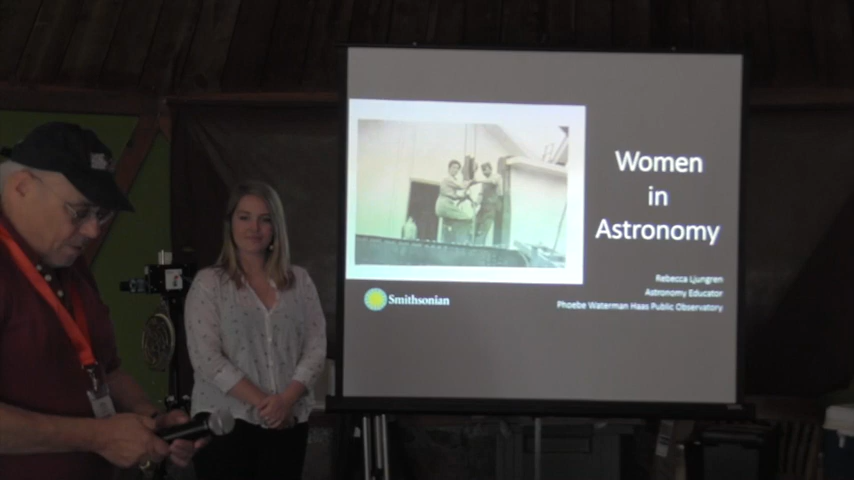 Women
in
Astronomy
Rebecca Ljungren
Astronomy Educator
Phoebe Waterman Haas Public Observatory
Smithsonian